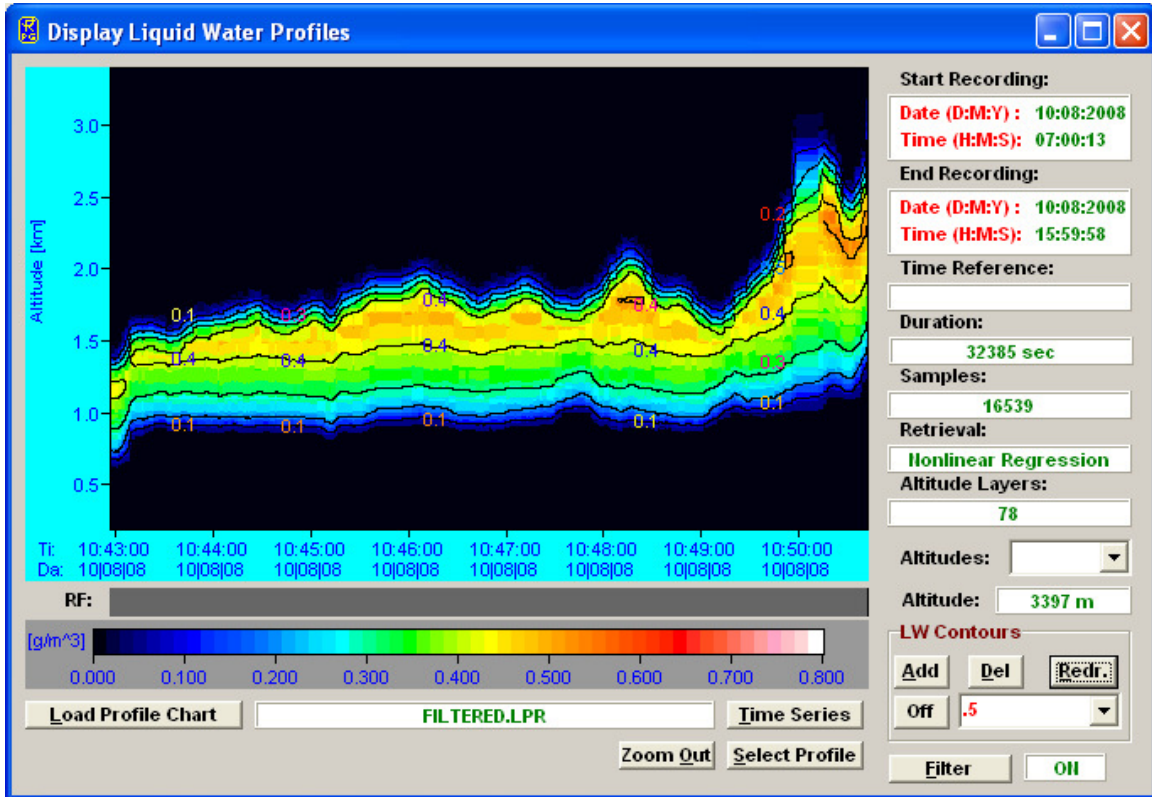 Display Liquid Water Profiles
Start Recording:
Date (D:M:Y) : 10:08:2008
Time (H:M:S): 07:00:13
End Recording:
Date (D:M:Y) : 10:08:2008
Time (H:M:S): 15:59:58
Time Reference:
Duration:
32385 sec
Samples:
16539
Retrieval:
Nonlinear Regression
Altitude Layers:
78
Altitudes:
Altitude: 3397 m
LW Contours
Add Del Redr.
Off .5
Filter ON
Altitude [km]
3.0
2.5
2.0
1.5
1.0
0.5
0.2
0.1 0.4 0.4
0.4 0.4 0.4 0.4 0.3
0.1 0.1 0.1 0.1 0.1
Ti: 10:43:00 10:44:00 10:45:00 10:46:00 10:47:00 10:48:00 10:49:00 10:50:00
Da: 10|08|08 10|08|08 10|08|08 10|08|08 10|08|08 10|08|08 10|08|08 10|08|08
RF:
[g/m^3]
0.000 0.100 0.200 0.300 0.400 0.500 0.600 0.700 0.800
Load Profile Chart FILTERED.LPR Time Series
Zoom Out Select Profile